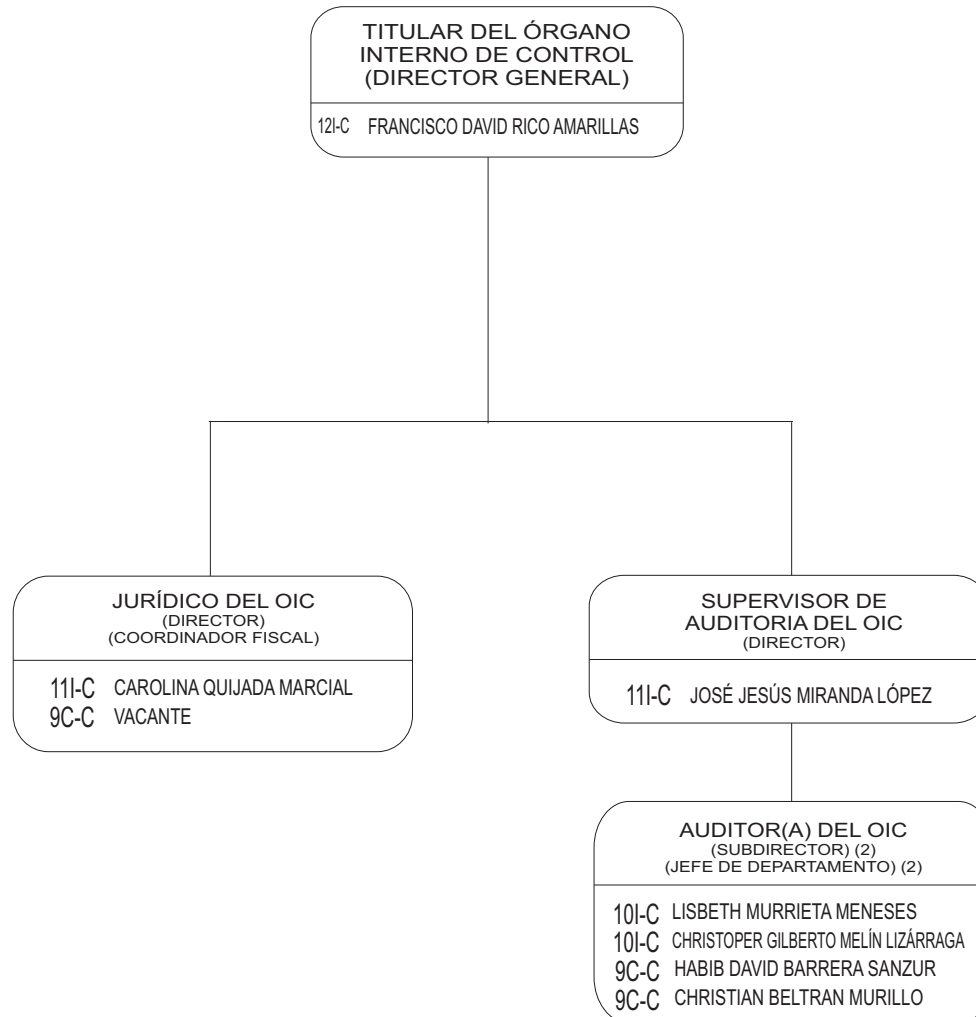 TITULAR DEL ÓRGANO
INTERNO DE CONTROL
(DIRECTOR GENERAL)
12I-C FRANCISCO DAVID RICO AMARILLAS
JURÍDICO DEL OIC
(DIRECTOR)
(COORDINADOR FISCAL)
11I-C CAROLINA QUIJADA MARCIAL
9C-C VACANTE
SUPERVISOR DE
AUDITORIA DEL OIC
(DIRECTOR)
11I-C JOSÉ JESÚS MIRANDA LÓPEZ
AUDITOR(A) DEL OIC
(SUBDIRECTOR) (2)
(JEFE DE DEPARTAMENTO) (2)
10I-C LISBETH MURRIETA MENESES
10I-C CHRISTOPER GILBERTO MELÍN LIZÁRRAGA
9C-C HABIB DAVID BARRERA SANZUR
9C-C CHRISTIAN BELTRAN MURILLO